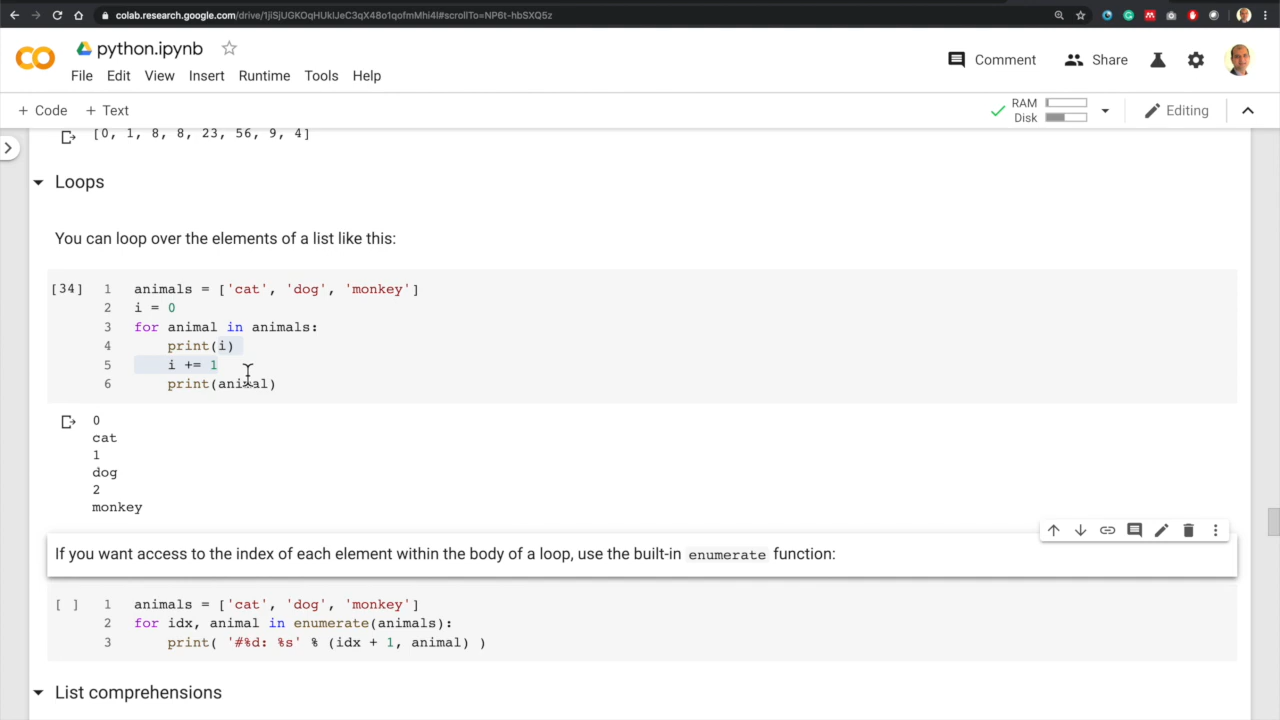 colab.research.google.com/drive/1jiSjUGKOqHUkIJeC3qX48o1qofmMhi4l#scrollTo=NP6t-hbSXQ5z
python.ipynb
Comment
Share
File Edit View Insert Runtime Tools Help
+ Code + Text
RAM
Disk
Editing
[0, 1, 8, 8, 23, 56, 9, 4]
Loops
You can loop over the elements of a list like this:
[34] 1 animals = ['cat', 'dog', 'monkey']
2 i = 0
3 for animal in animals:
4 print(i)
5 i += 1
6 print(animal)
0
cat
1
dog
2
monkey
If you want access to the index of each element within the body of a loop, use the built-in enumerate function:
[ ] 1 animals = ['cat', 'dog', 'monkey']
2 for idx, animal in enumerate(animals):
3 print( '#%d: %s' % (idx + 1, animal) )
List comprehensions